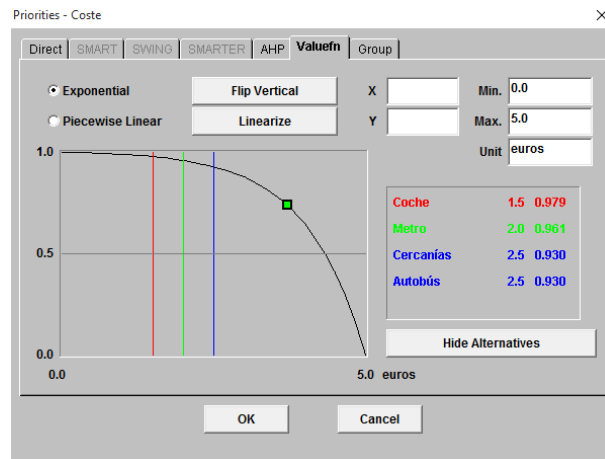 Priorities - Coste
Direct SMART SWING SMARTER AHP Valuefn Group
Exponential Flip Vertical X Min. 0.0
Piecewise Linear Linearize Y Max. 5.0
Unit euros
1.0
Coche 1.5 0.979
Metro 2.0 0.961
0.5 Cercanías 2.5 0.930
Autobús 2.5 0.930
0.0 Hide Alternatives
0.0 5.0 euros
OK Cancel